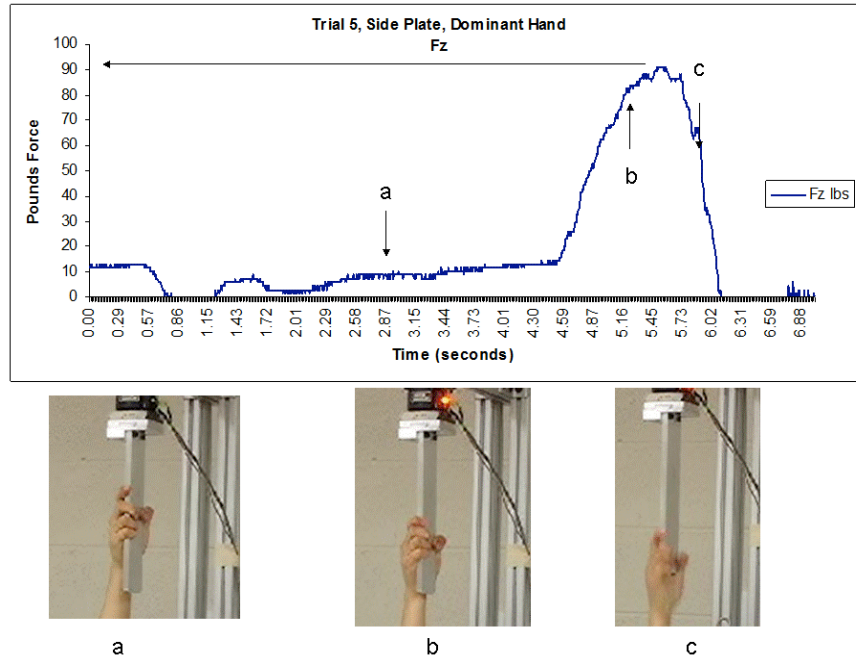 Trial 5, Side Plate, Dominant Hand
Fz
100
90
80
70
60
50
40
30
20
10
0
Pounds Force
a
b
c
Fz lbs
0.00 0.29 0.57 0.86 1.15 1.43 1.72 2.01 2.29 2.58 2.87 3.15 3.44 3.73 4.01 4.30 4.59 4.87 5.16 5.45 5.73 6.02 6.31 6.59 6.88
Time (seconds)
a b c